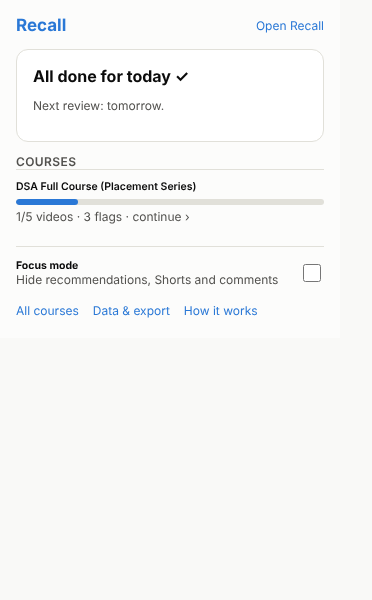 Recall
Open Recall
All done for today ✓
Next review: tomorrow.
COURSES
DSA Full Course (Placement Series)
1/5 videos · 3 flags · continue ›
Focus mode
Hide recommendations, Shorts and comments
All courses Data & export How it works